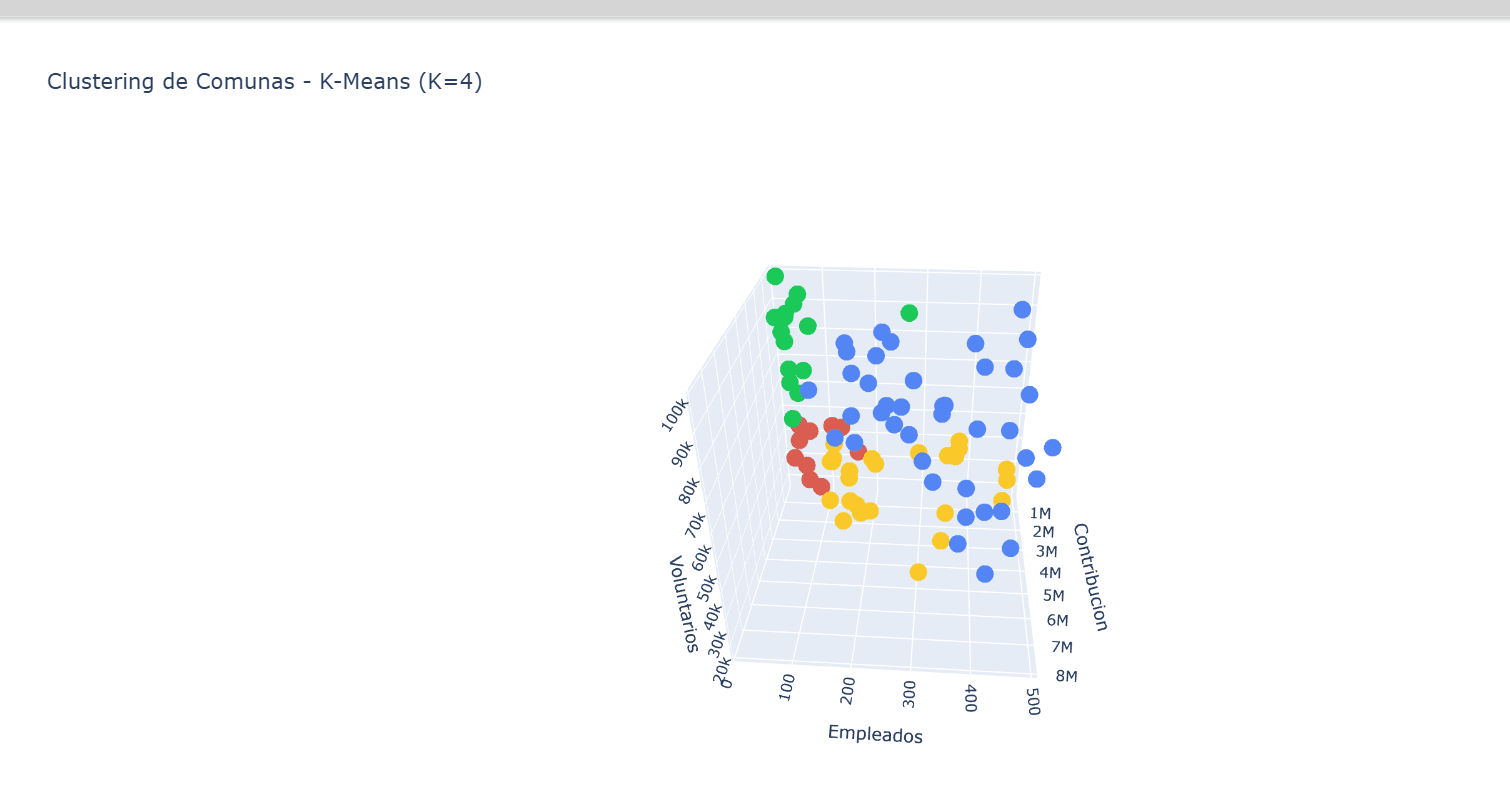 Clustering de Comunas - K-Means (K=4)
100k
90k
80k
70k
60k
50k
40k
30k
20k
Voluntarios
0
100
200
300
400
500
Empleados
1M
2M
3M
4M
5M
6M
7M
8M
Contribucion